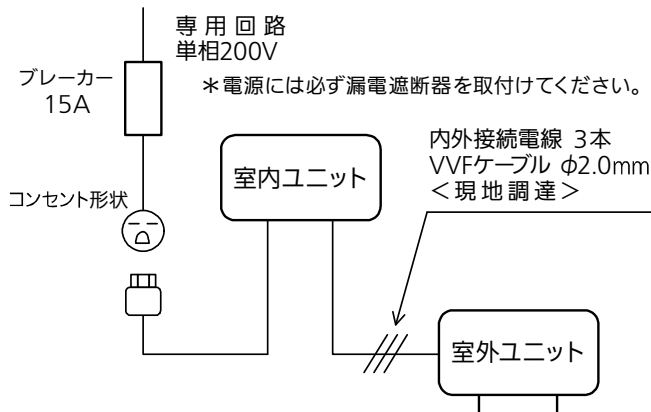 専用回路
単相200V
ブレーカー
15A
＊電源には必ず漏電遮断器を取付けてください。
内外接続電線 3本
VVFケーブル φ2.0mm
＜現地調達＞
室内ユニット
コンセント形状
室外ユニット